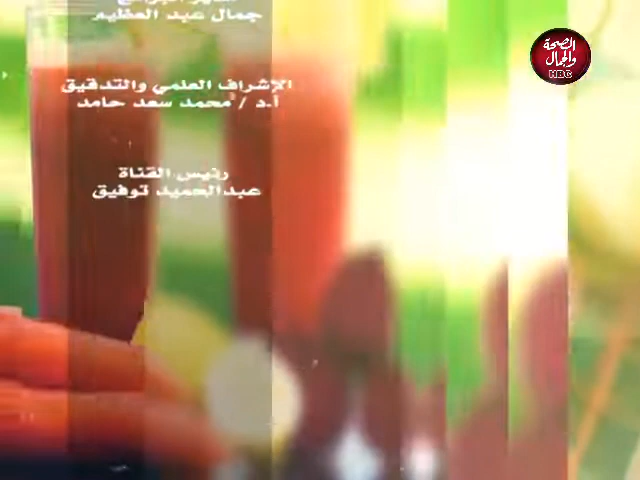 جمال عبد العظيم
الإشراف العلمي والتدقيق
أ.د / محمد سعد حامد
رئيس القناة
عبدالحميد توفيق
الصحة
والجمال
HBC